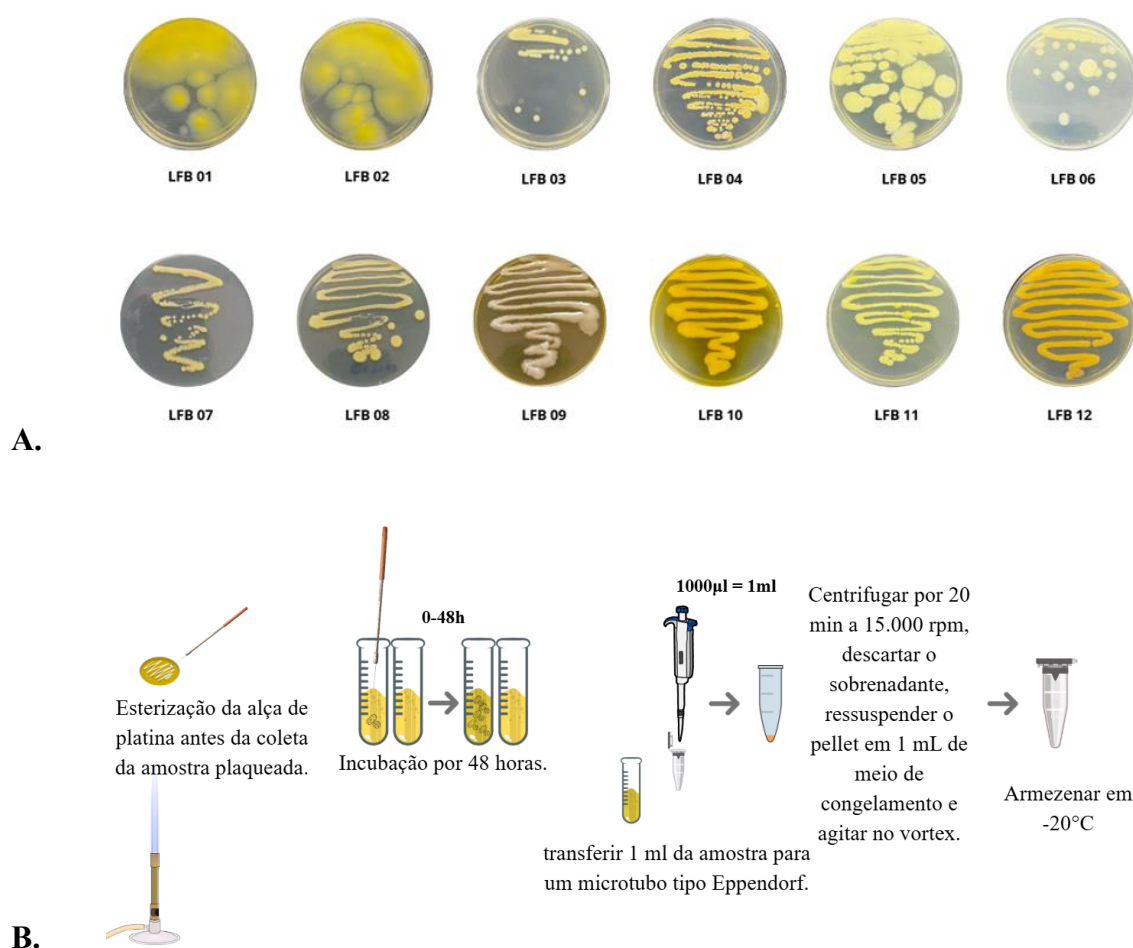 LFB 01
LFB 02
LFB 03
LFB 04
LFB 05
LFB 06
LFB 07
LFB 08
LFB 09
LFB 10
LFB 11
LFB 12
A.
Esterização da alça de
platina antes da coleta
da amostra plaqueada.
0-48h
Incubação por 48 horas.
1000µl = 1ml
transferir 1 ml da amostra para
um microtubo tipo Eppendorf.
Centrifugar por 20
min a 15.000 rpm,
descartar o
sobrenadante,
ressuspender o
pellet em 1 mL de
meio de
congelamento e
agitar no vortex.
Armezenar em
-20°C
B.